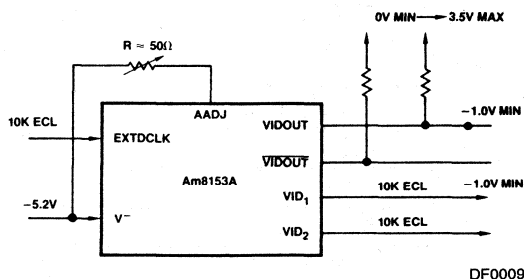 0V MIN → 3.5V MAX
R ≈ 50Ω
AADJ
10K ECL
EXTDCLK
VIDOUT
-1.0V MIN
VIDOUT
Am8153A
-5.2V
V−
VID1
10K ECL
-1.0V MIN
VID2
10K ECL
DF0009